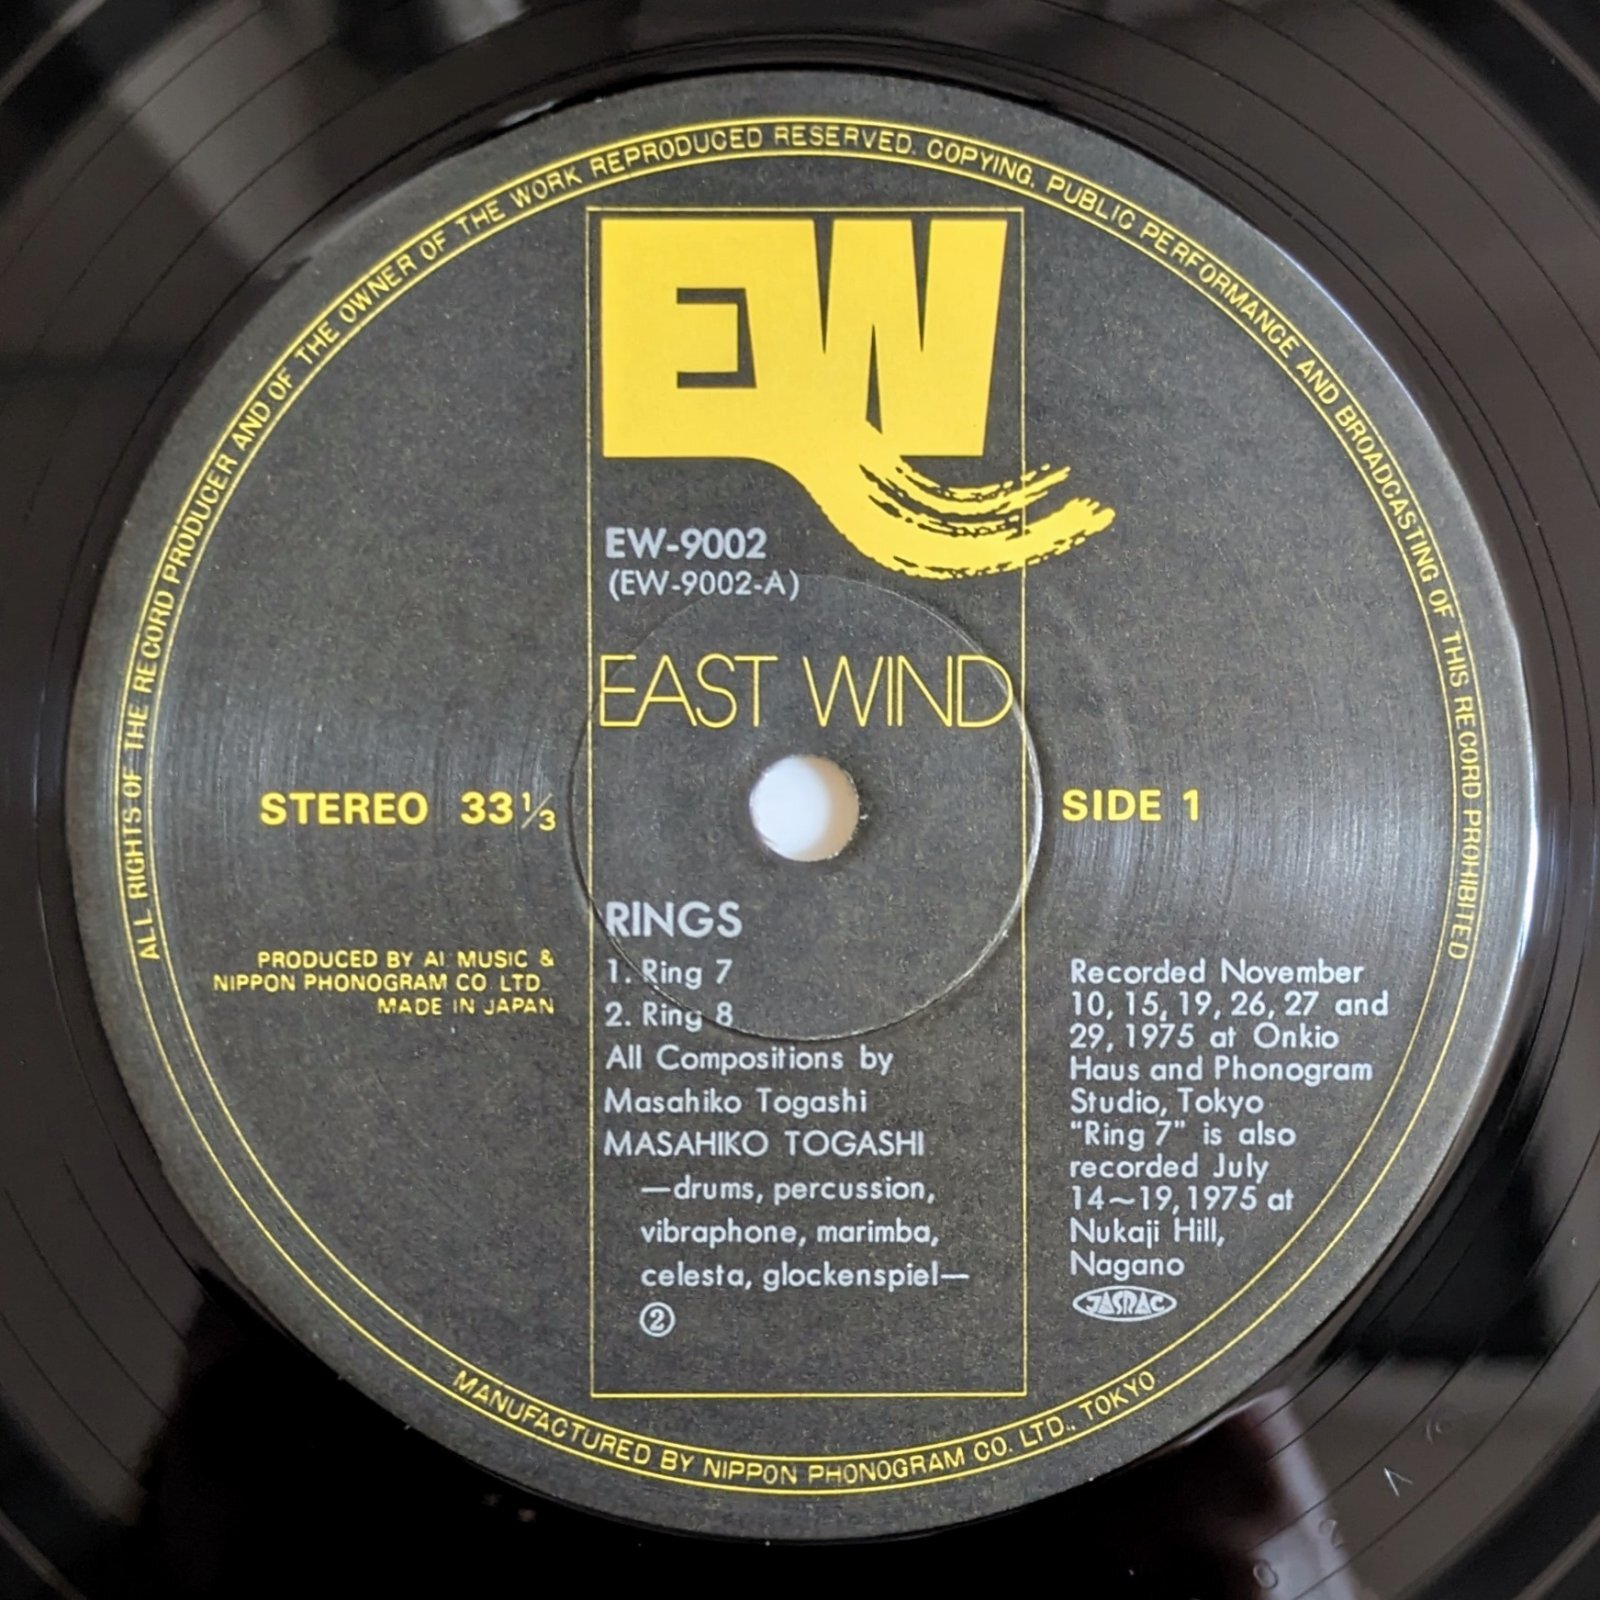 ALL RIGHTS OF THE RECORD PRODUCER AND OF THE OWNER OF THE WORK REPRODUCED RESERVED. COPYING, PUBLIC PERFORMANCE AND BROADCASTING OF THIS RECORD PROHIBITED
EW
EW-9002
(EW-9002-A)
EAST WIND
STEREO 33⅓
SIDE 1
PRODUCED BY AI MUSIC &
NIPPON PHONOGRAM CO LTD.
MADE IN JAPAN
RINGS
1. Ring 7
2. Ring 8
All Compositions by
Masahiko Togashi
MASAHIKO TOGASHI
—drums, percussion,
vibraphone, marimba,
celesta, glockenspiel—
②
Recorded November
10, 15, 19, 26, 27 and
29, 1975 at Onkio
Haus and Phonogram
Studio, Tokyo
"Ring 7" is also
recorded July
14~19, 1975 at
Nukaji Hill,
Nagano
JASRAC
MANUFACTURED BY NIPPON PHONOGRAM CO. LTD., TOKYO